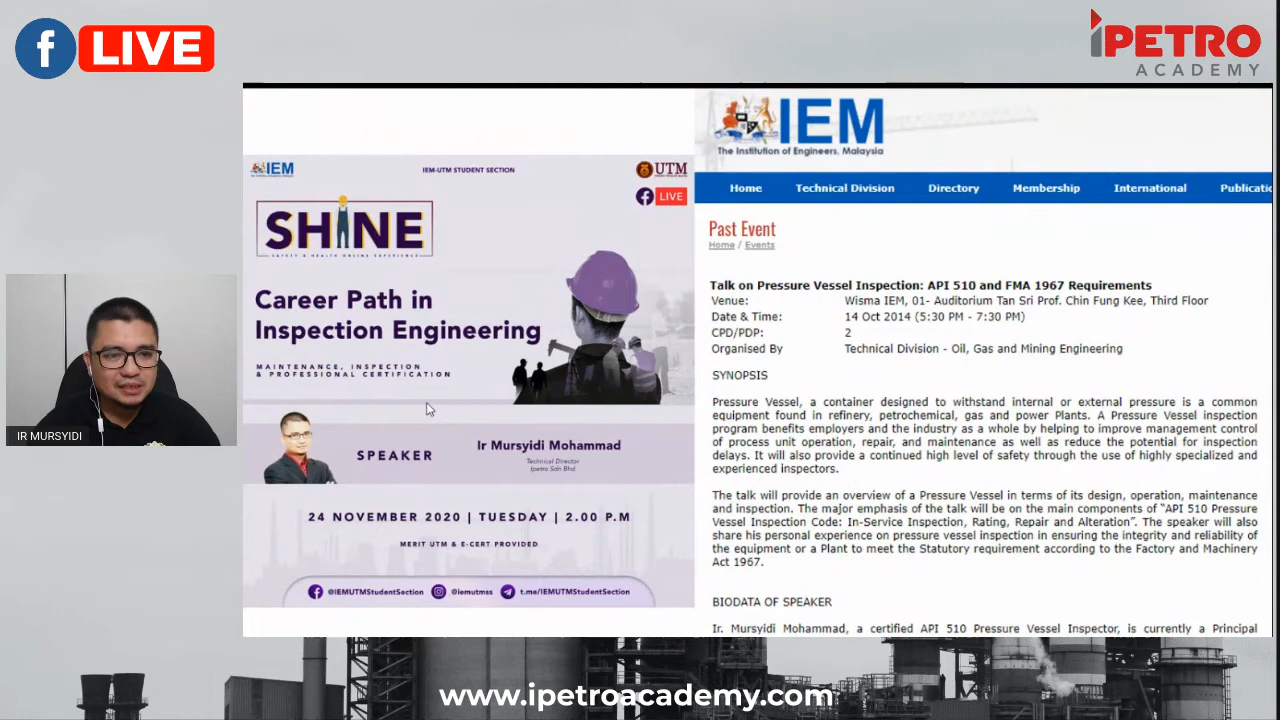 f LIVE
iPETRO
ACADEMY
IEM
IEM-UTM STUDENT SECTION
UTM
LIVE
SHINE
SAFETY & HEALTH ONLINE EXPERIENCE
Career Path in
Inspection Engineering
MAINTENANCE, INSPECTION
& PROFESSIONAL CERTIFICATION
SPEAKER
Ir Mursyidi Mohammad
Technical Director
Ipetro Sdn Bhd
24 NOVEMBER 2020 | TUESDAY | 2.00 P.M
MERIT UTM & E-CERT PROVIDED
@IEMUTMStudentSection @iemutmss t.me/IEMUTMStudentSection
IR MURSYIDI
IEM
The Institution of Engineers, Malaysia
Home Technical Division Directory Membership International Publicatio
Past Event
Home / Events
Talk on Pressure Vessel Inspection: API 510 and FMA 1967 Requirements
Venue: Wisma IEM, 01- Auditorium Tan Sri Prof. Chin Fung Kee, Third Floor
Date & Time: 14 Oct 2014 (5:30 PM - 7:30 PM)
CPD/PDP: 2
Organised By Technical Division - Oil, Gas and Mining Engineering
SYNOPSIS
Pressure Vessel, a container designed to withstand internal or external pressure is a common
equipment found in refinery, petrochemical, gas and power Plants. A Pressure Vessel inspection
program benefits employers and the industry as a whole by helping to improve management control
of process unit operation, repair, and maintenance as well as reduce the potential for inspection
delays. It will also provide a continued high level of safety through the use of highly specialized and
experienced inspectors.
The talk will provide an overview of a Pressure Vessel in terms of its design, operation, maintenance
and inspection. The major emphasis of the talk will be on the main components of "API 510 Pressure
Vessel Inspection Code: In-Service Inspection, Rating, Repair and Alteration". The speaker will also
share his personal experience on pressure vessel inspection in ensuring the integrity and reliability of
the equipment or a Plant to meet the Statutory requirement according to the Factory and Machinery
Act 1967.
BIODATA OF SPEAKER
Ir. Mursyidi Mohammad, a certified API 510 Pressure Vessel Inspector, is currently a Principal
www.ipetroacademy.com